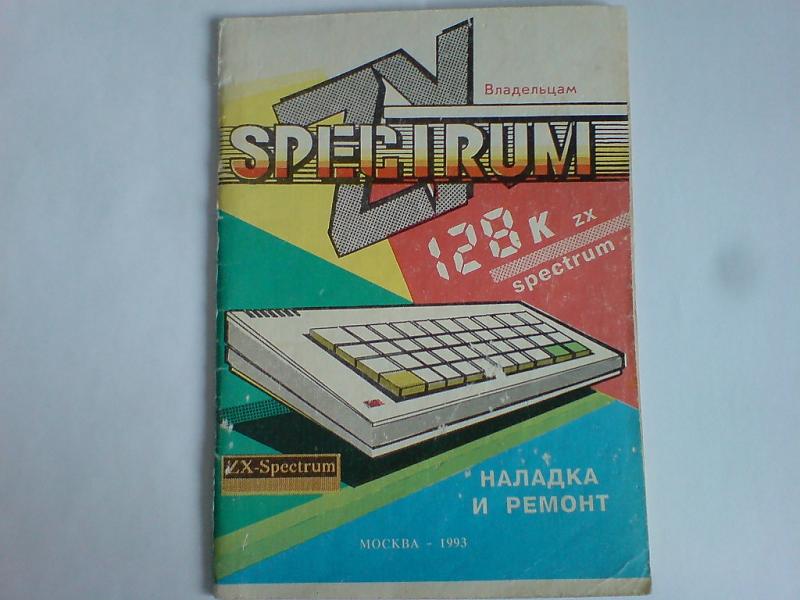 Владельцам
ZX
SPECTRUM
128K zx
spectrum
ZX-Spectrum
НАЛАДКА
И РЕМОНТ
МОСКВА - 1993